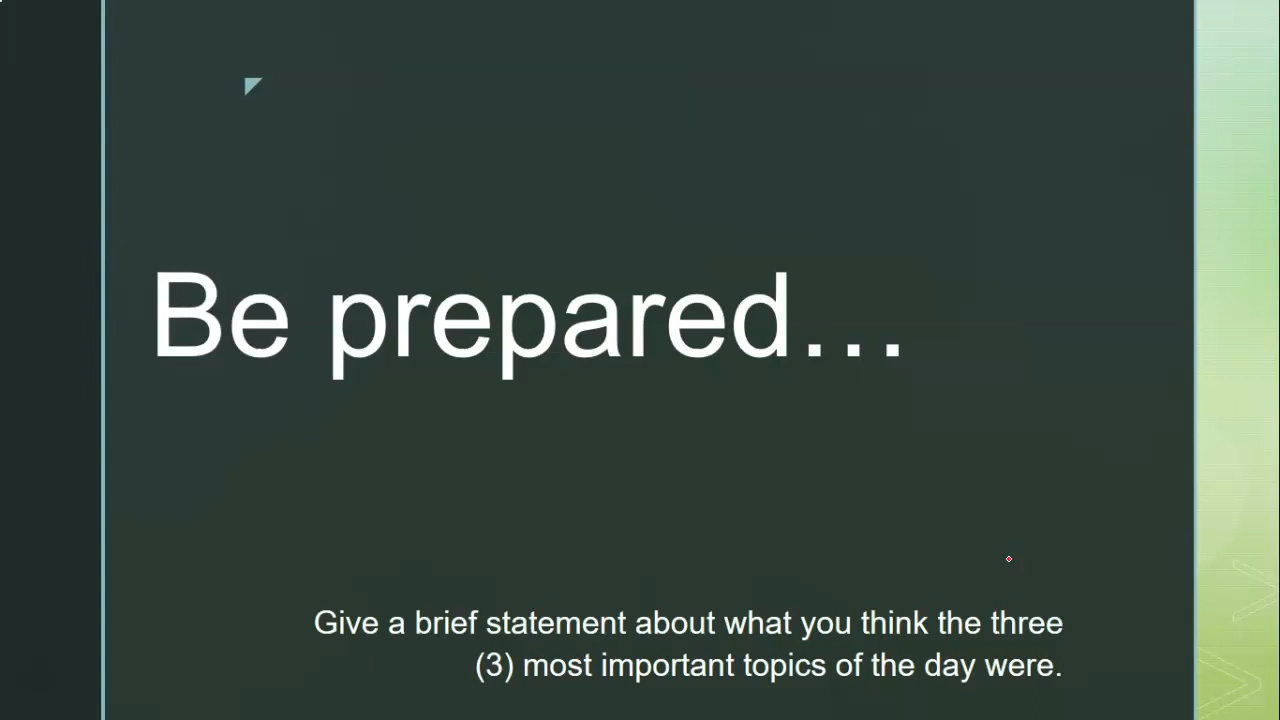 Be prepared…
Give a brief statement about what you think the three
(3) most important topics of the day were.